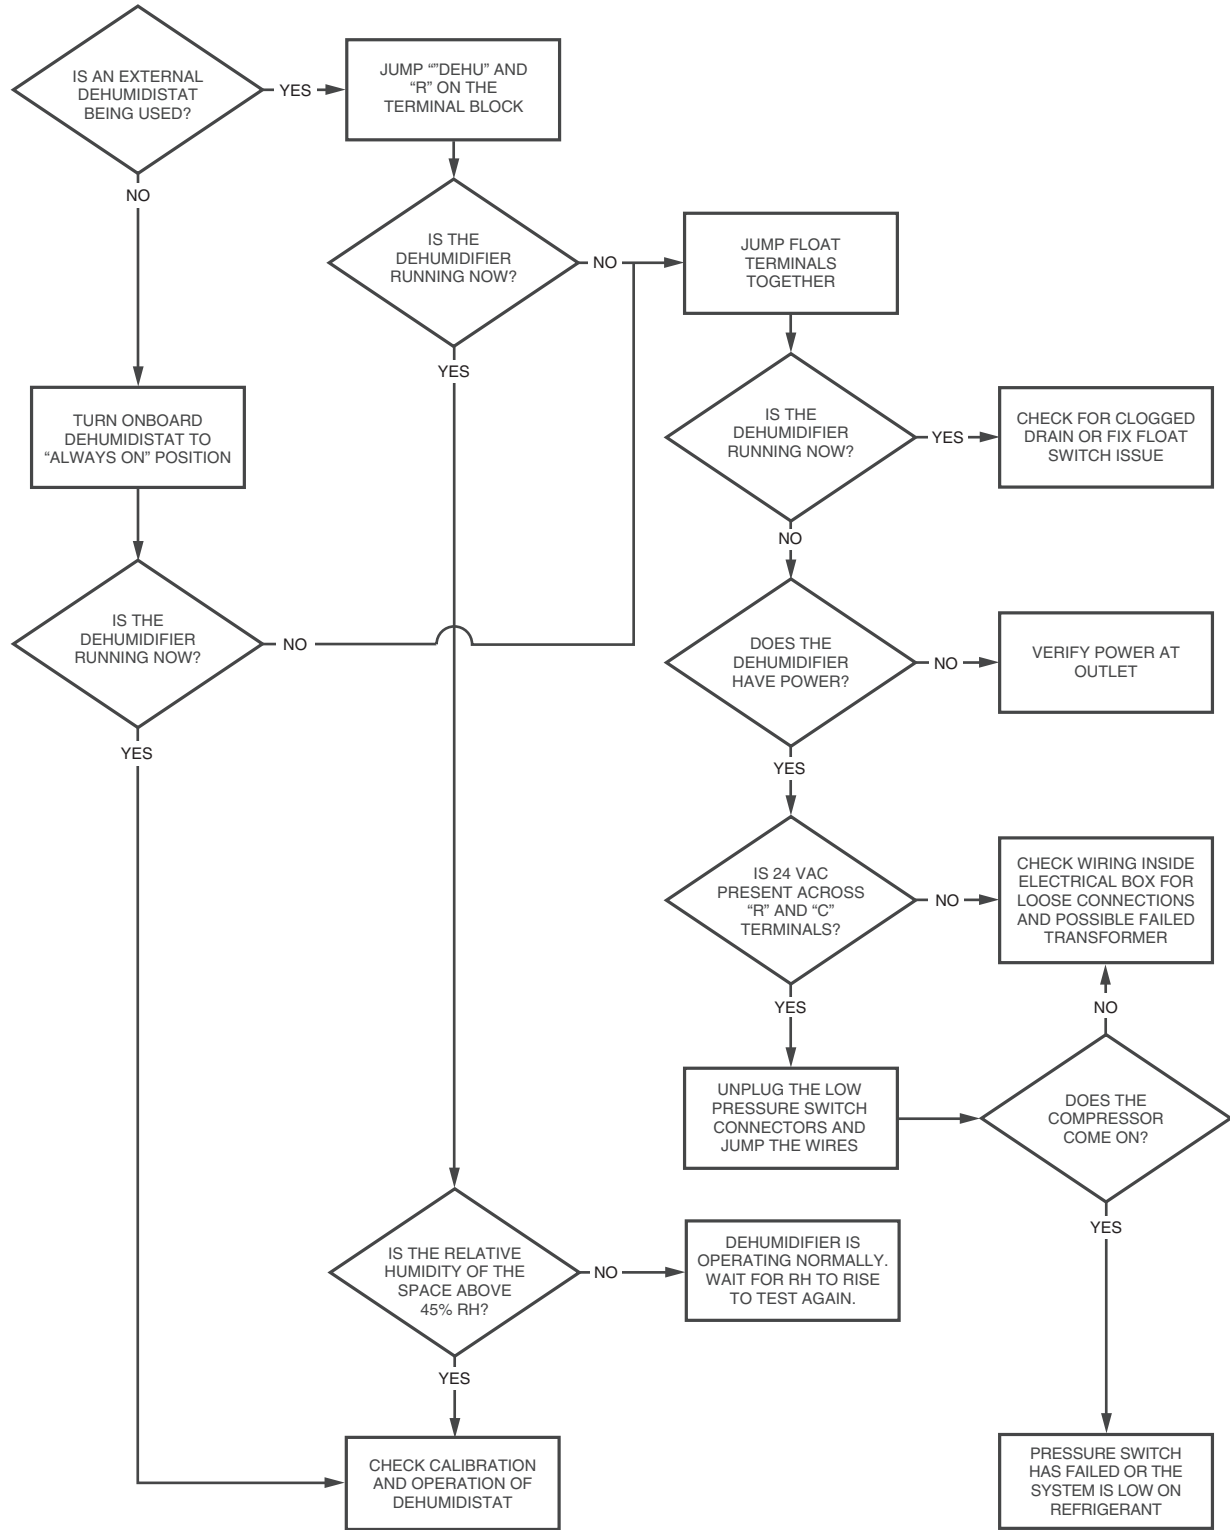 IS AN EXTERNAL
DEHUMIDISTAT
BEING USED?
YES
JUMP “”DEHU” AND
“R” ON THE
TERMINAL BLOCK
NO
IS THE
DEHUMIDIFIER
RUNNING NOW?
NO
JUMP FLOAT
TERMINALS
TOGETHER
YES
TURN ONBOARD
DEHUMIDISTAT TO
“ALWAYS ON” POSITION
IS THE
DEHUMIDIFIER
RUNNING NOW?
YES
CHECK FOR CLOGGED
DRAIN OR FIX FLOAT
SWITCH ISSUE
NO
IS THE
DEHUMIDIFIER
RUNNING NOW?
NO
DOES THE
DEHUMIDIFIER
HAVE POWER?
NO
VERIFY POWER AT
OUTLET
YES
YES
IS 24 VAC
PRESENT ACROSS
“R” AND “C”
TERMINALS?
NO
CHECK WIRING INSIDE
ELECTRICAL BOX FOR
LOOSE CONNECTIONS
AND POSSIBLE FAILED
TRANSFORMER
YES
NO
UNPLUG THE LOW
PRESSURE SWITCH
CONNECTORS AND
JUMP THE WIRES
DOES THE
COMPRESSOR
COME ON?
YES
IS THE RELATIVE
HUMIDITY OF THE
SPACE ABOVE
45% RH?
NO
DEHUMIDIFIER IS
OPERATING NORMALLY.
WAIT FOR RH TO RISE
TO TEST AGAIN.
YES
CHECK CALIBRATION
AND OPERATION OF
DEHUMIDISTAT
PRESSURE SWITCH
HAS FAILED OR THE
SYSTEM IS LOW ON
REFRIGERANT